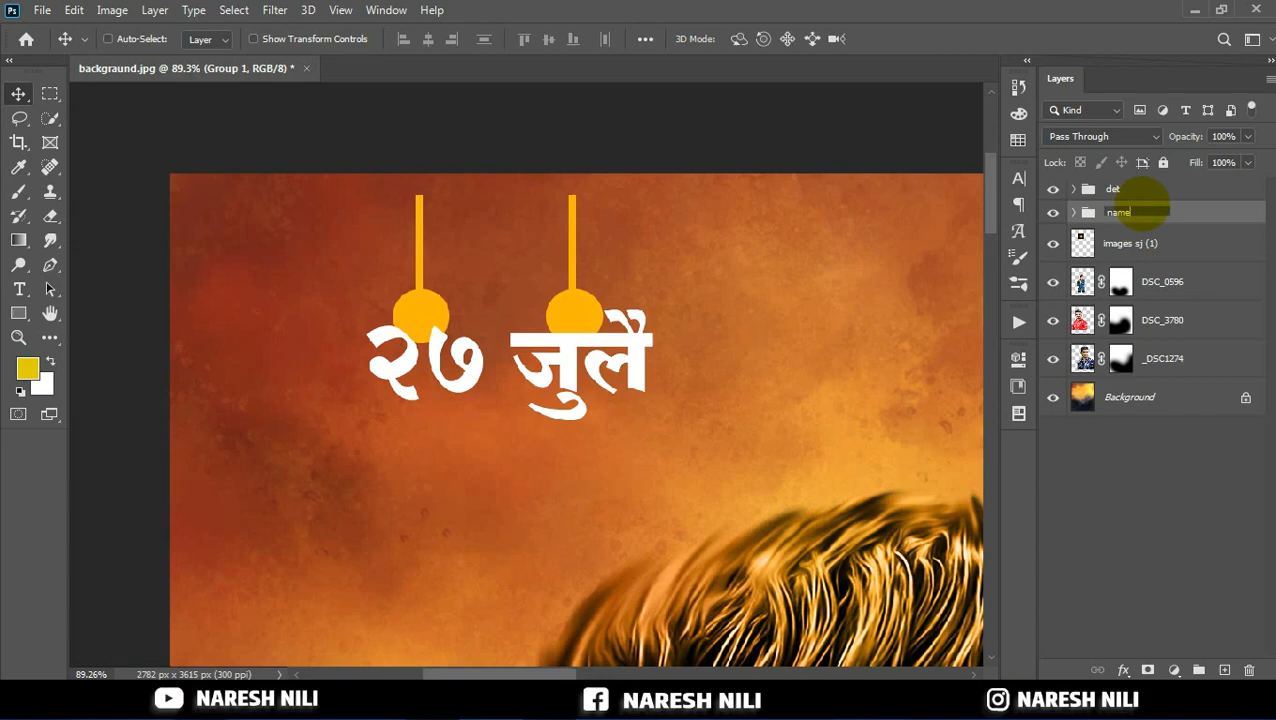 Ps File Edit Image Layer Type Select Filter 3D View Window Help
Auto-Select: Layer Show Transform Controls 3D Mode:
backgraund.jpg @ 89.3% (Group 1, RGB/8) *
Layers
Kind
Pass Through Opacity: 100%
Lock: Fill: 100%
det
name
images sj (1)
DSC_0596
DSC_3780
_DSC1274
Background
२७ जुलै
89.26% 2782 px x 3615 px (300 ppi)
NARESH NILI NARESH NILI NARESH NILI